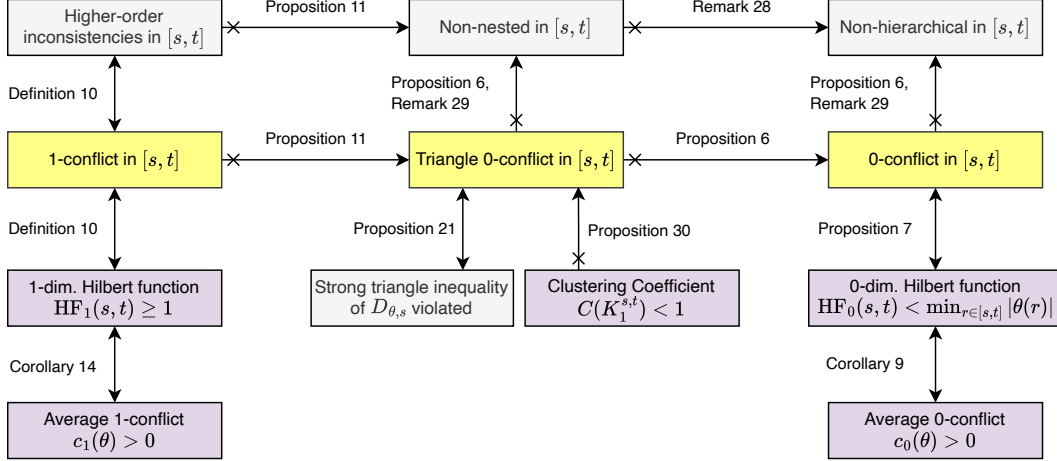 Higher-order
inconsistencies in [s, t]
Proposition 11
Non-nested in [s, t]
Remark 28
Non-hierarchical in [s, t]
Definition 10
Proposition 6,
Remark 29
Proposition 6,
Remark 29
1-conflict in [s, t]
Proposition 11
Triangle 0-conflict in [s, t]
Proposition 6
0-conflict in [s, t]
Definition 10
Proposition 21
Proposition 30
Proposition 7
1-dim. Hilbert function
HF₁(s, t) ≥ 1
Strong triangle inequality
of D_{θ,s} violated
Clustering Coefficient
C(K₁^{s,t}) < 1
0-dim. Hilbert function
HF₀(s, t) < min_{r∈[s,t]} |θ(r)|
Corollary 14
Corollary 9
Average 1-conflict
c₁(θ) > 0
Average 0-conflict
c₀(θ) > 0